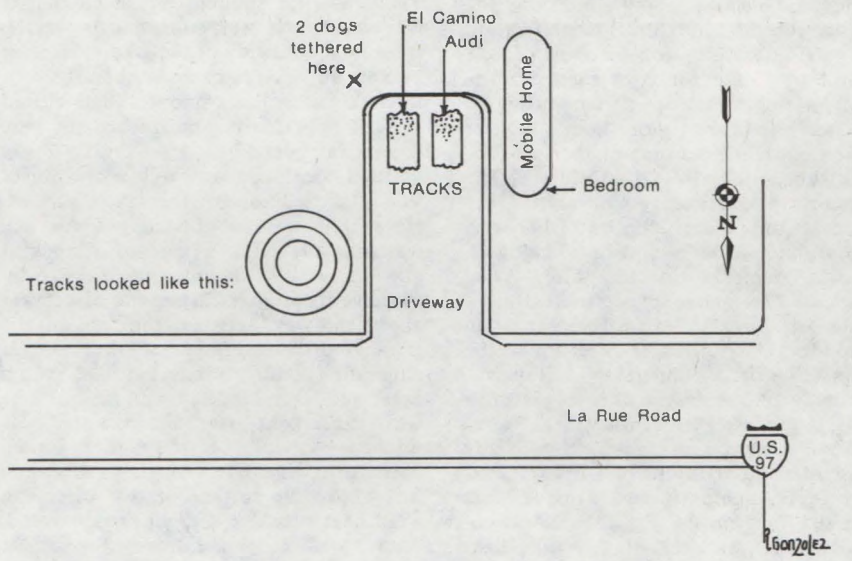 2 dogs
tethered
here
El Camino
Audi
Mobile Home
TRACKS
Bedroom
N
Tracks looked like this:
Driveway
La Rue Road
U.S.
97
R Gonzolez